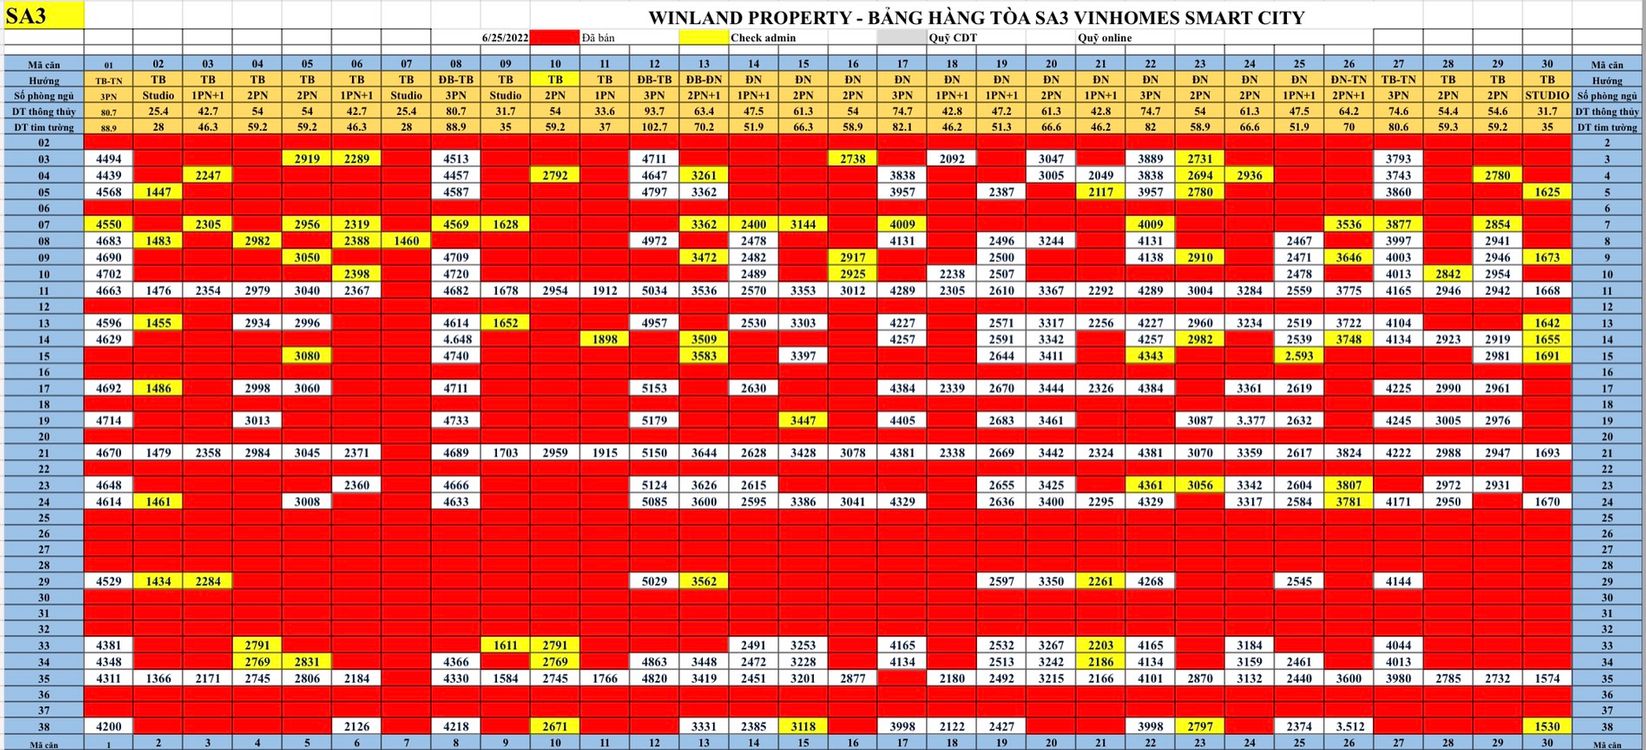 SA3 WINLAND PROPERTY - BẢNG HÀNG TÒA SA3 VINHOMES SMART CITY
6/25/2022 Đã bán Check admin Quỹ CDT Quỹ online
Mã căn 01 02 03 04 05 06 07 08 09 10 11 12 13 14 15 16 17 18 19 20 21 22 23 24 25 26 27 28 29 30 Mã căn
Hướng TB-TN TB TB TB TB TB TB ĐB-TB TB TB TB ĐB-TB ĐB-ĐN ĐN ĐN ĐN ĐN ĐN ĐN ĐN ĐN ĐN ĐN ĐN ĐN ĐN-TN TB-TN TB TB TB Hướng
Số phòng ngủ 3PN Studio 1PN+1 2PN 2PN 1PN+1 Studio 3PN Studio 2PN 1PN 3PN 2PN+1 1PN+1 2PN 2PN 3PN 1PN+1 1PN+1 2PN 1PN+1 3PN 2PN 2PN 1PN+1 2PN+1 3PN 2PN 2PN STUDIO Số phòng ngủ
DT thông thủy 80.7 25.4 42.7 54 54 42.7 25.4 80.7 31.7 54 33.6 93.7 63.4 47.5 61.3 54 74.7 42.8 47.2 61.3 42.8 74.7 54 61.3 47.5 64.2 74.6 54.4 54.6 31.7 DT thông thủy
DT tim tường 88.9 28 46.3 59.2 59.2 46.3 28 88.9 35 59.2 37 102.7 70.2 51.9 66.3 58.9 82.1 46.2 51.3 66.6 46.2 82 58.9 66.6 51.9 70 80.6 59.3 59.2 35 DT tim tường
02 2
03 4494 2919 2289 4513 4711 2738 2092 3047 3889 2731 3793 3
04 4439 2247 4457 2792 4647 3261 3838 3005 2049 3838 2694 2936 3743 2780 4
05 4568 1447 4587 4797 3362 3957 2387 2117 3957 2780 3860 1625 5
06 6
07 4550 2305 2956 2319 4569 1628 3362 2400 3144 4009 4009 3536 3877 2854 7
08 4683 1483 2982 2388 1460 4972 2478 4131 2496 3244 4131 2467 3997 2941 8
09 4690 3050 4709 3472 2482 2917 2500 4138 2910 2471 3646 4003 2946 1673 9
10 4702 2398 4720 2489 2925 2238 2507 2478 4013 2842 2954 10
11 4663 1476 2354 2979 3040 2367 4682 1678 2954 1912 5034 3536 2570 3353 3012 4289 2305 2610 3367 2292 4289 3004 3284 2559 3775 4165 2946 2942 1668 11
12 12
13 4596 1455 2934 2996 4614 1652 4957 2530 3303 4227 2571 3317 2256 4227 2960 3234 2519 3722 4104 1642 13
14 4629 4.648 1898 3509 4257 2591 3342 4257 2982 2539 3748 4134 2923 2919 1655 14
15 3080 4740 3583 3397 2644 3411 4343 2.593 2981 1691 15
16 16
17 4692 1486 2998 3060 4711 5153 2630 4384 2339 2670 3444 2326 4384 3361 2619 4225 2990 2961 17
18 18
19 4714 3013 4733 5179 3447 4405 2683 3461 3087 3.377 2632 4245 3005 2976 19
20 20
21 4670 1479 2358 2984 3045 2371 4689 1703 2959 1915 5150 3644 2628 3428 3078 4381 2338 2669 3442 2324 4381 3070 3359 2617 3824 4222 2988 2947 1693 21
22 22
23 4648 2360 4666 5124 3626 2615 2655 3425 4361 3056 3342 2604 3807 2972 2931 23
24 4614 1461 3008 4633 5085 3600 2595 3386 3041 4329 2636 3400 2295 4329 3317 2584 3781 4171 2950 1670 24
25 25
26 26
27 27
28 28
29 4529 1434 2284 5029 3562 2597 3350 2261 4268 2545 4144 29
30 30
31 31
32 32
33 4381 2791 1611 2791 2491 3253 4165 2532 3267 2203 4165 3184 4044 33
34 4348 2769 2831 4366 2769 4863 3448 2472 3228 4134 2513 3242 2186 4134 3159 2461 4013 34
35 4311 1366 2171 2745 2806 2184 4330 1584 2745 1766 4820 3419 2451 3201 2877 2180 2492 3215 2166 4101 2870 3132 2440 3600 3980 2785 2732 1574 35
36 36
37 37
38 4200 2126 4218 2671 3331 2385 3118 3998 2122 2427 3998 2797 2374 3.512 1530 38
Mã căn 1 2 3 4 5 6 7 8 9 10 11 12 13 14 15 16 17 18 19 20 21 22 23 24 25 26 27 28 29 30 Mã căn